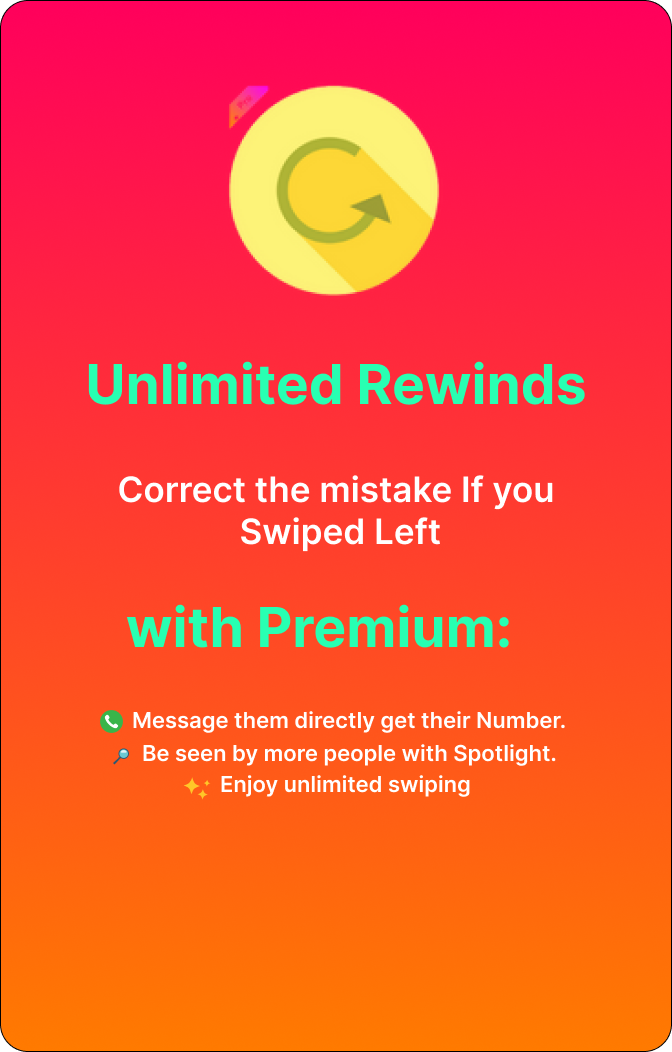 Unlimited Rewinds
Correct the mistake If you
Swiped Left
with Premium:
Message them directly get their Number.
Be seen by more people with Spotlight.
Enjoy unlimited swiping